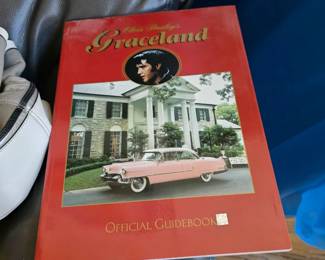 Elvis Presley's
Graceland
OFFICIAL GUIDEBOOK